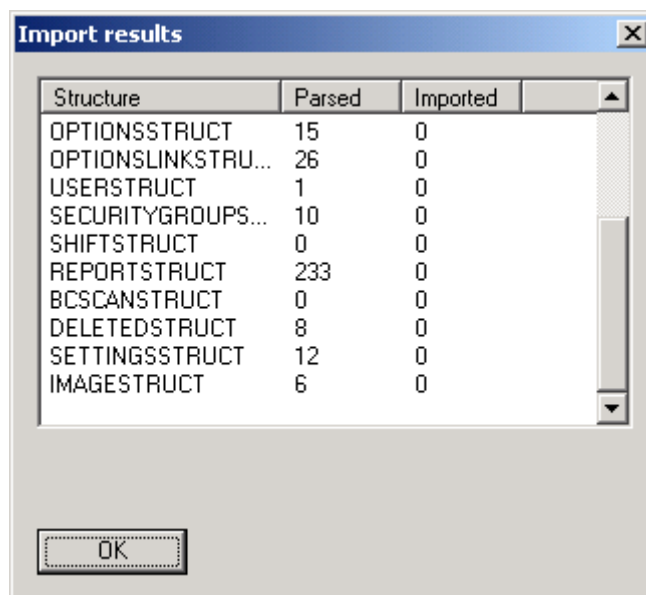 Import results
Structure Parsed Imported
OPTIONSSTRUCT 15 0
OPTIONSLINKSTRU... 26 0
USERSTRUCT 1 0
SECURITYGROUPS... 10 0
SHIFTSTRUCT 0 0
REPORTSTRUCT 233 0
BCSCANSTRUCT 0 0
DELETEDSTRUCT 8 0
SETTINGSSTRUCT 12 0
IMAGESTRUCT 6 0
OK